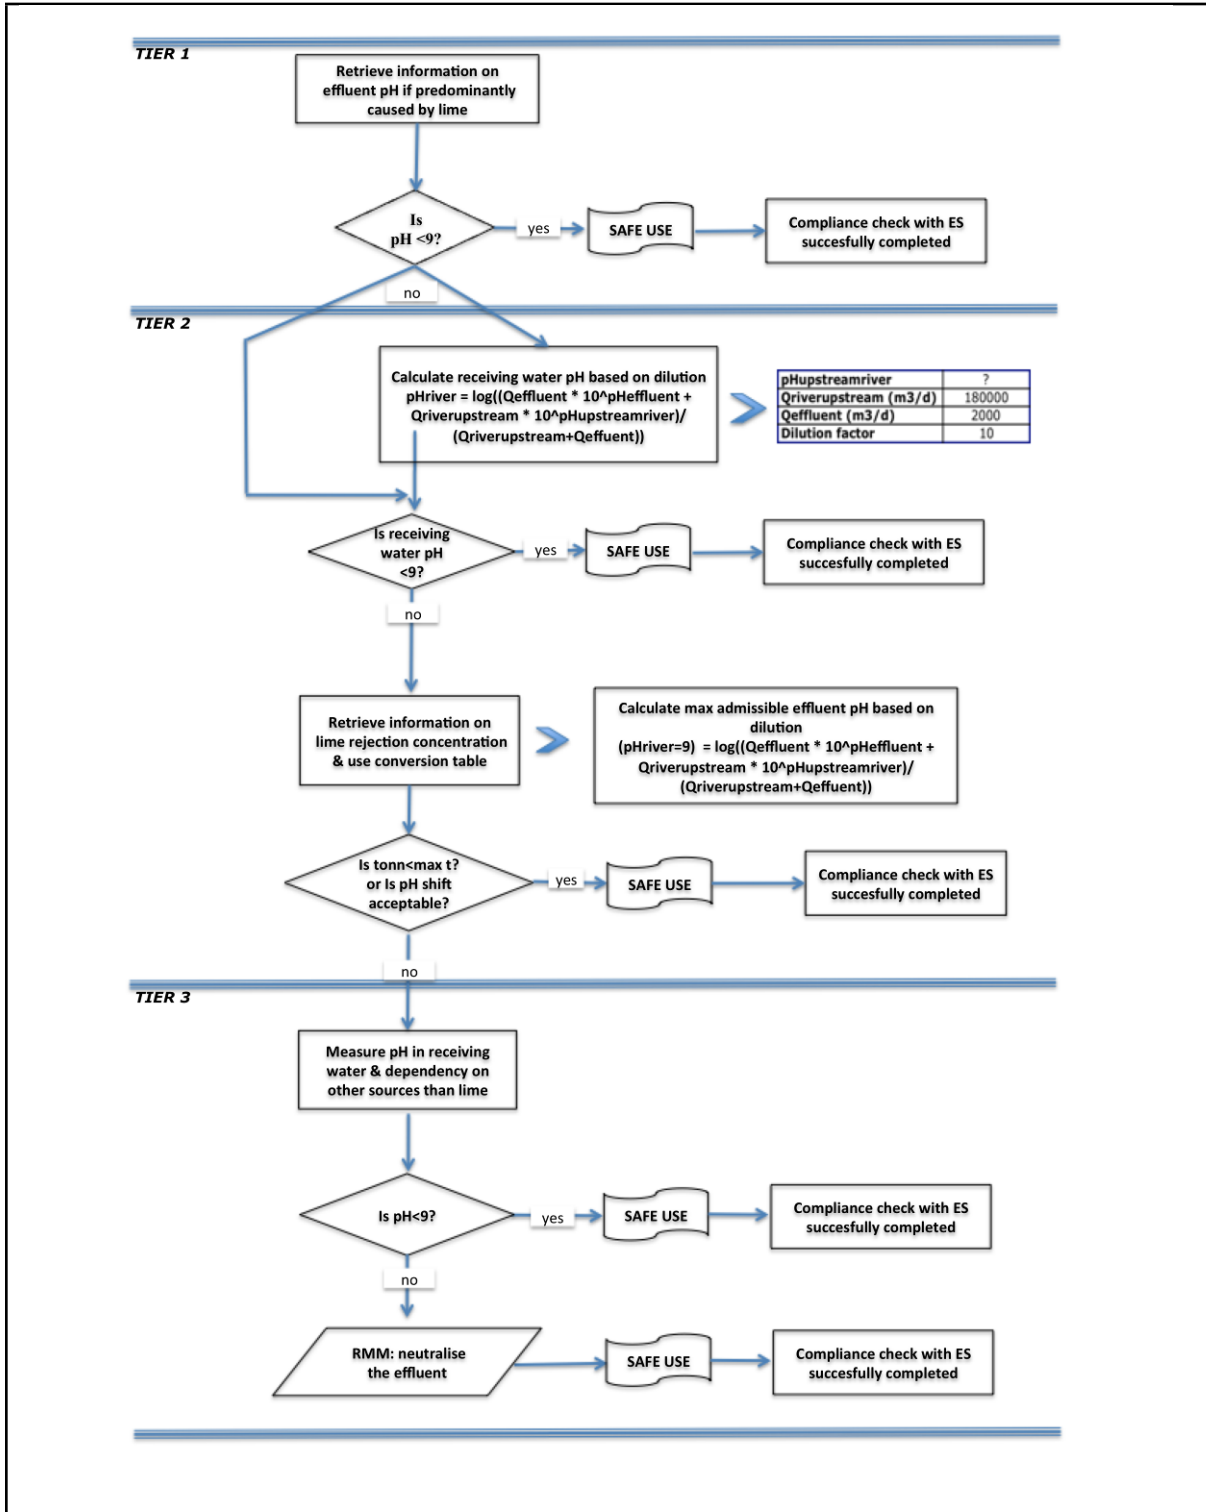 TIER 1
Retrieve information on
effluent pH if predominantly
caused by lime
Is
pH <9?
yes
SAFE USE
Compliance check with ES
succesfully completed
no
TIER 2
Calculate receiving water pH based on dilution
pHriver = log((Qeffluent * 10^pHeffluent +
Qriverupstream * 10^pHupstreamriver)/
(Qriverupstream+Qeffuent))
pHupstreamriver ?
Qriverupstream (m3/d) 180000
Qeffluent (m3/d) 2000
Dilution factor 10
Is receiving
water pH
<9?
yes
SAFE USE
Compliance check with ES
succesfully completed
no
Retrieve information on
lime rejection concentration
& use conversion table
Calculate max admissible effluent pH based on
dilution
(pHriver=9) = log((Qeffluent * 10^pHeffluent +
Qriverupstream * 10^pHupstreamriver)/
(Qriverupstream+Qeffuent))
Is tonn<max t?
or Is pH shift
acceptable?
yes
SAFE USE
Compliance check with ES
succesfully completed
no
TIER 3
Measure pH in receiving
water & dependency on
other sources than lime
Is pH<9?
yes
SAFE USE
Compliance check with ES
succesfully completed
no
RMM: neutralise
the effluent
SAFE USE
Compliance check with ES
succesfully completed